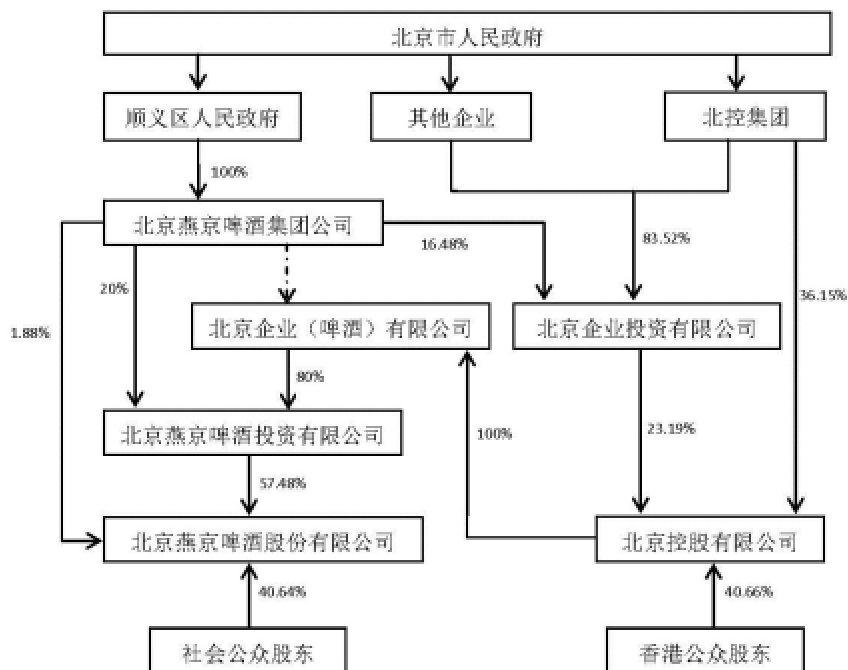 北京市人民政府
顺义区人民政府
其他企业
北控集团
100%
北京燕京啤酒集团公司
16.48%
83.52%
20%
36.15%
1.88%
北京企业（啤酒）有限公司
北京企业投资有限公司
80%
北京燕京啤酒投资有限公司
100%
23.19%
57.48%
北京燕京啤酒股份有限公司
北京控股有限公司
40.64%
40.66%
社会公众股东
香港公众股东